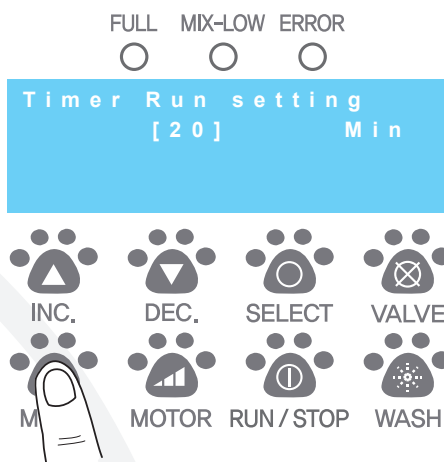 FULL MIX-LOW ERROR
Timer Run setting
[20] Min
INC. DEC. SELECT VALVE
MOTOR RUN / STOP WASH